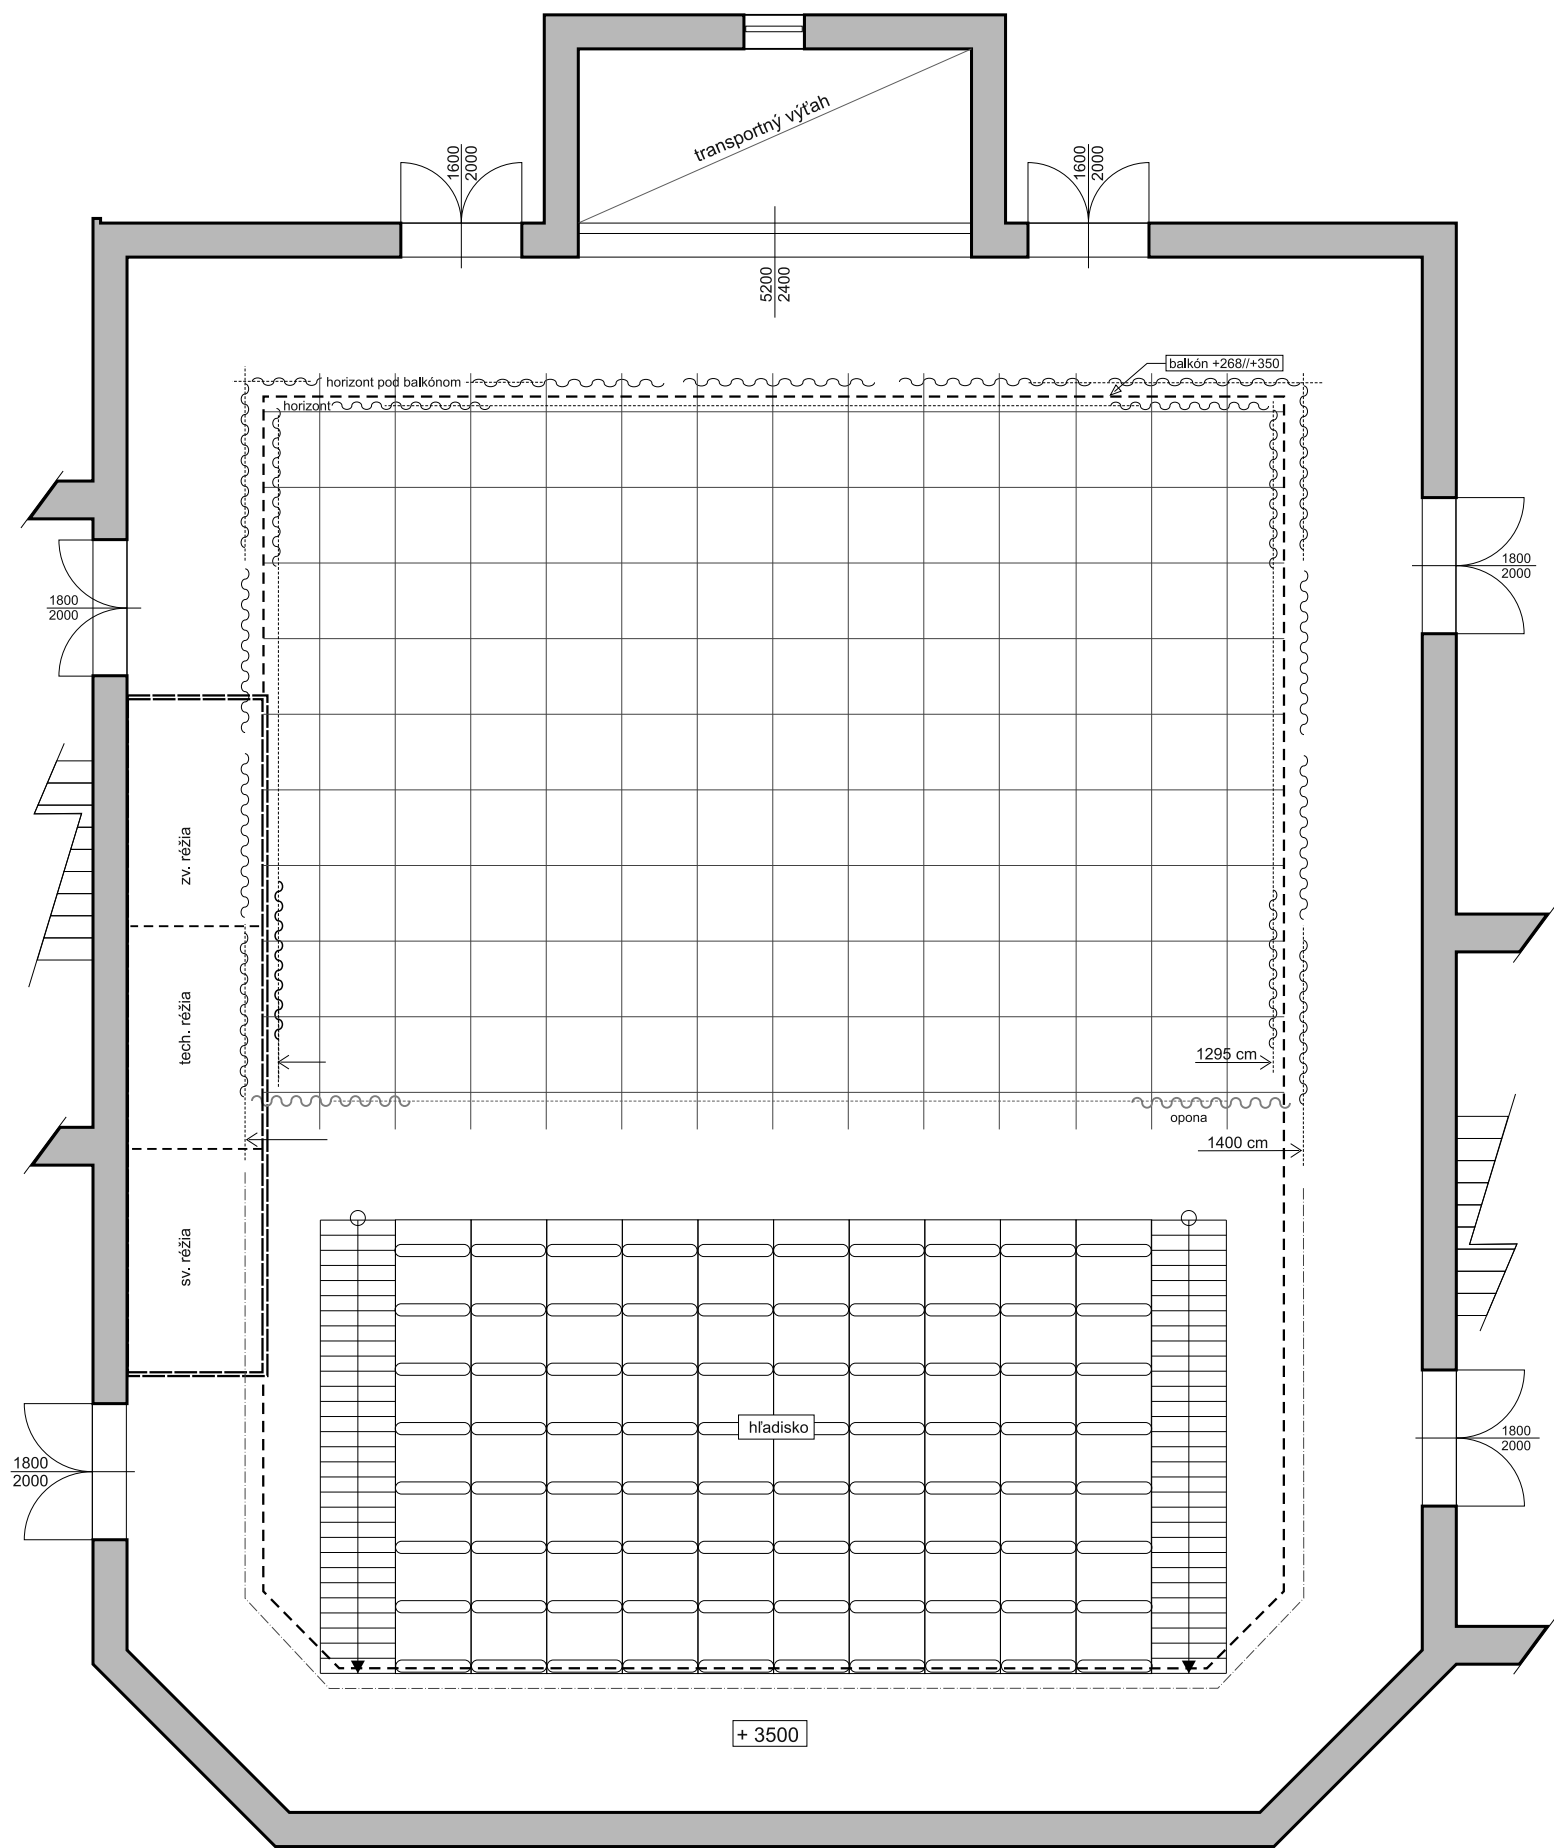 transportný výťah
1600
2000
1600
2000
5200
2400
balkón +268//+350
horizont pod balkónom
horizont
1800
2000
1800
2000
zv. réžia
tech. réžia
1295 cm
opona
1400 cm
sv. réžia
hľadisko
1800
2000
1800
2000
+ 3500